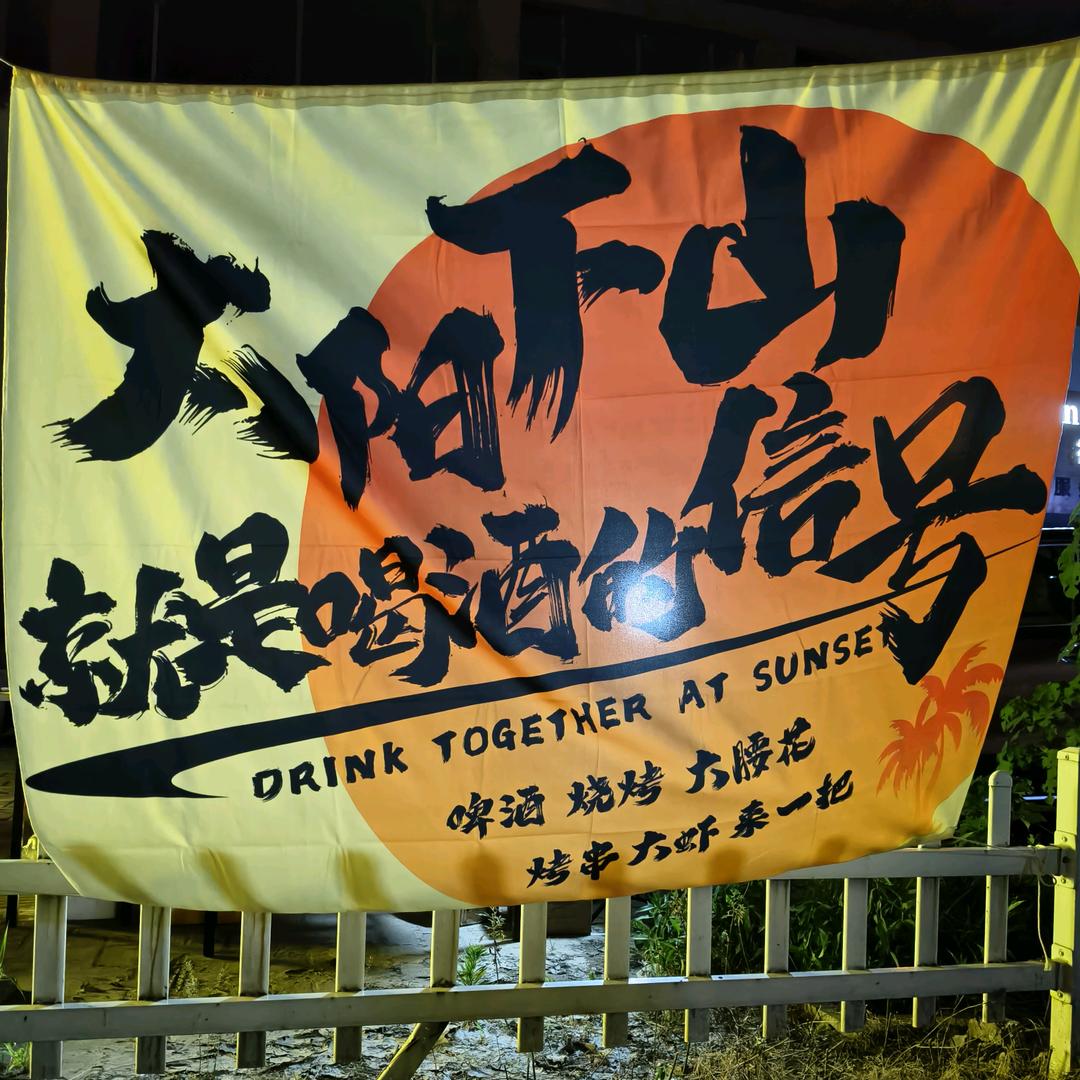 太阳下山
就是喝酒的信号
DRINK TOGETHER AT SUNSET
啤酒 烧烤 大腰花
烤串大虾来一把